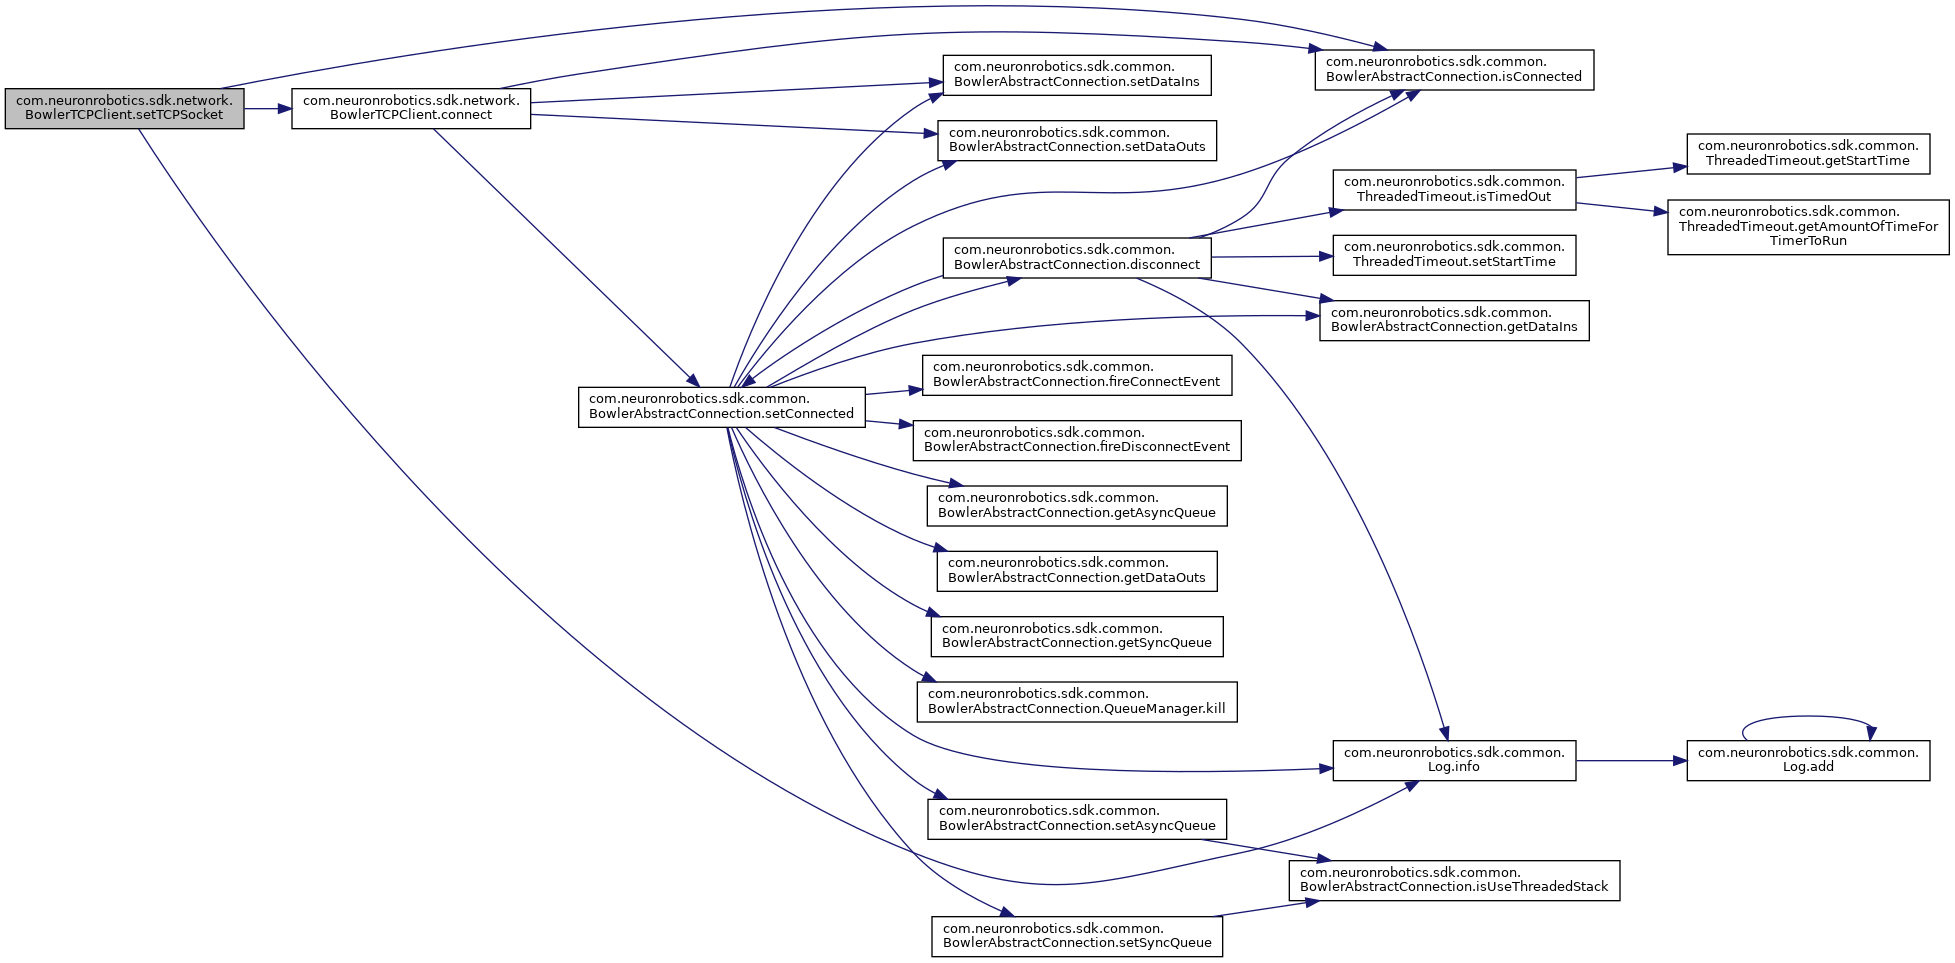 com.neuronrobotics.sdk.network.
BowlerTCPClient.setTCPSocket
com.neuronrobotics.sdk.network.
BowlerTCPClient.connect
com.neuronrobotics.sdk.common.
BowlerAbstractConnection.isConnected
com.neuronrobotics.sdk.common.
BowlerAbstractConnection.setDataIns
com.neuronrobotics.sdk.common.
BowlerAbstractConnection.setDataOuts
com.neuronrobotics.sdk.common.
ThreadedTimeout.getStartTime
com.neuronrobotics.sdk.common.
ThreadedTimeout.isTimedOut
com.neuronrobotics.sdk.common.
ThreadedTimeout.getAmountOfTimeFor
TimerToRun
com.neuronrobotics.sdk.common.
BowlerAbstractConnection.disconnect
com.neuronrobotics.sdk.common.
ThreadedTimeout.setStartTime
com.neuronrobotics.sdk.common.
BowlerAbstractConnection.getDataIns
com.neuronrobotics.sdk.common.
BowlerAbstractConnection.setConnected
com.neuronrobotics.sdk.common.
BowlerAbstractConnection.fireConnectEvent
com.neuronrobotics.sdk.common.
BowlerAbstractConnection.fireDisconnectEvent
com.neuronrobotics.sdk.common.
BowlerAbstractConnection.getAsyncQueue
com.neuronrobotics.sdk.common.
BowlerAbstractConnection.getDataOuts
com.neuronrobotics.sdk.common.
BowlerAbstractConnection.getSyncQueue
com.neuronrobotics.sdk.common.
BowlerAbstractConnection.QueueManager.kill
com.neuronrobotics.sdk.common.
Log.info
com.neuronrobotics.sdk.common.
Log.add
com.neuronrobotics.sdk.common.
BowlerAbstractConnection.setAsyncQueue
com.neuronrobotics.sdk.common.
BowlerAbstractConnection.isUseThreadedStack
com.neuronrobotics.sdk.common.
BowlerAbstractConnection.setSyncQueue